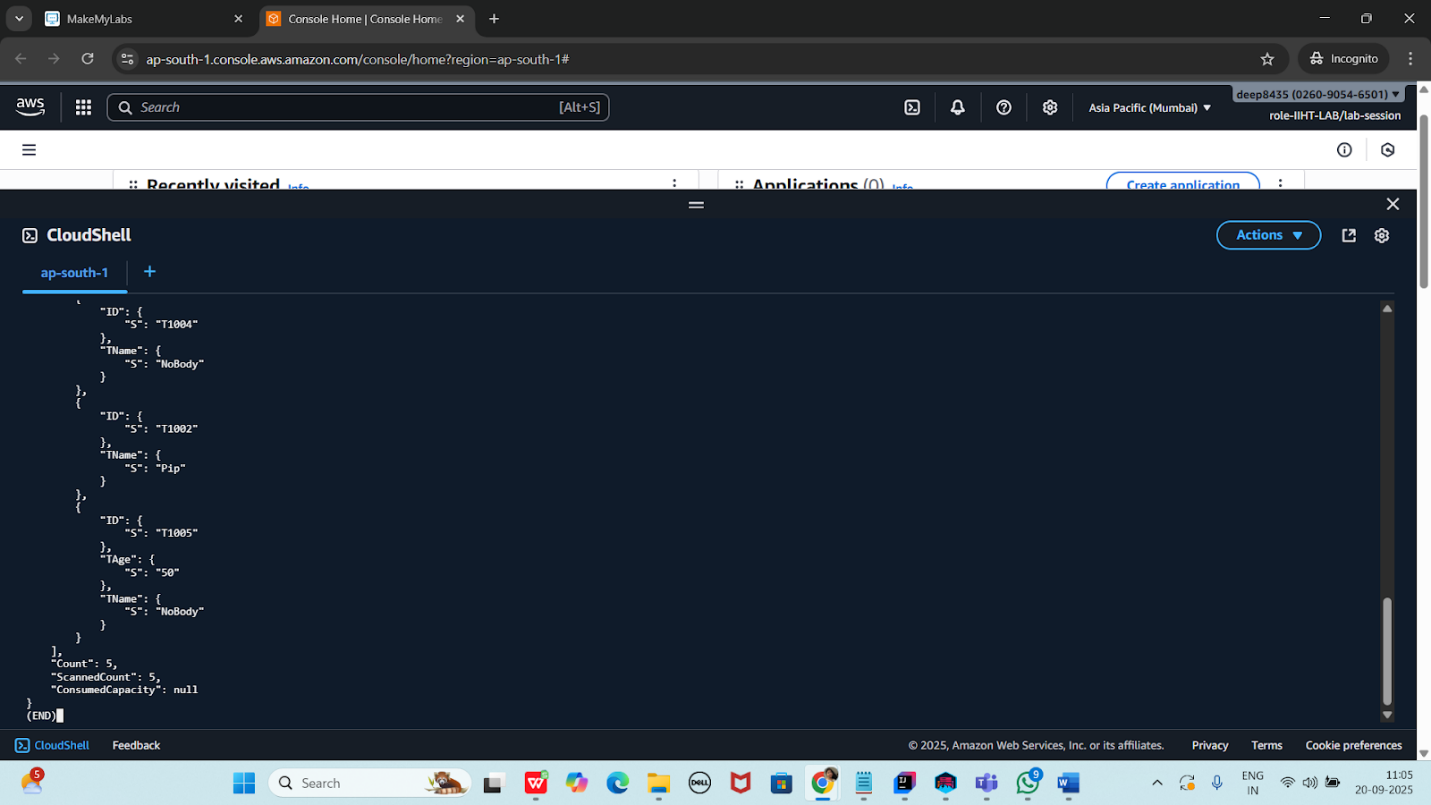 MakeMyLabs
Console Home | Console Home
ap-south-1.console.aws.amazon.com/console/home?region=ap-south-1#
Incognito
aws
Search
[Alt+S]
Asia Pacific (Mumbai)
deep8435 (0260-9054-6501)
role-IIHT-LAB/lab-session
Recently visited Info
Applications (0) Info
Create application
CloudShell
Actions
ap-south-1
{
"ID": {
"S": "T1004"
},
"TName": {
"S": "NoBody"
}
},
{
"ID": {
"S": "T1002"
},
"TName": {
"S": "Pip"
}
},
{
"ID": {
"S": "T1005"
},
"TAge": {
"S": "50"
},
"TName": {
"S": "NoBody"
}
}
],
"Count": 5,
"ScannedCount": 5,
"ConsumedCapacity": null
}
(END)
CloudShell
Feedback
© 2025, Amazon Web Services, Inc. or its affiliates.
Privacy
Terms
Cookie preferences
5
Search
DELL
W
9
W
ENG
IN
11:05
20-09-2025